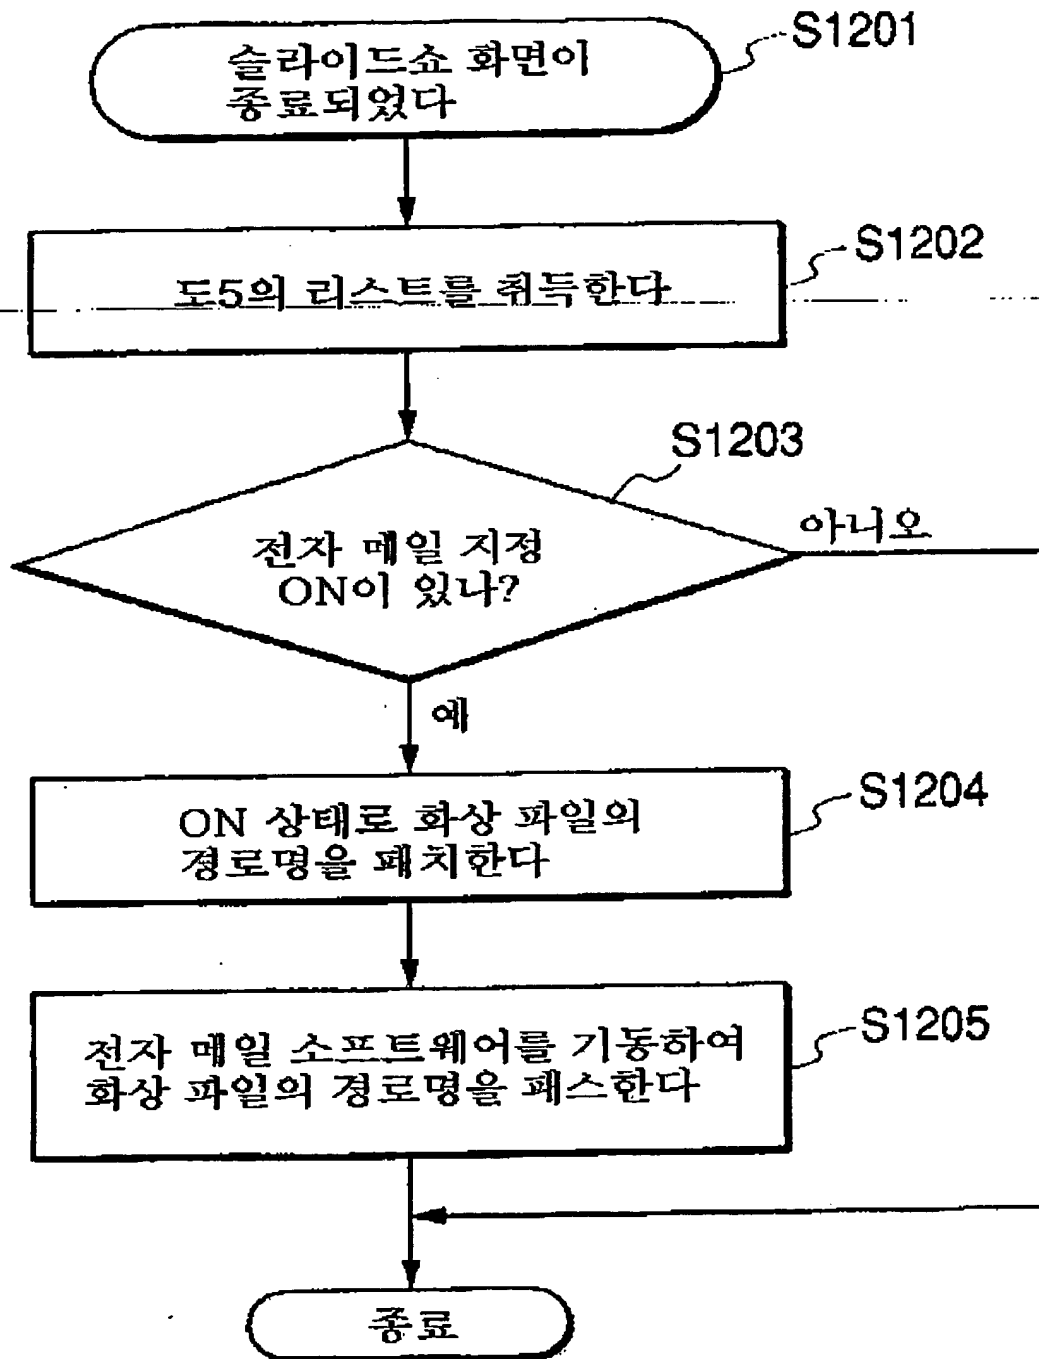 슬라이드쇼 화면이
종료되었다
S1201
도5의 리스트를 취득한다
S1202
S1203
전자 메일 지정
ON이 있나?
아니오
예
ON 상태로 화상 파일의
경로명을 패치한다
S1204
전자 메일 소프트웨어를 기동하여
화상 파일의 경로명을 패스한다
S1205
종료